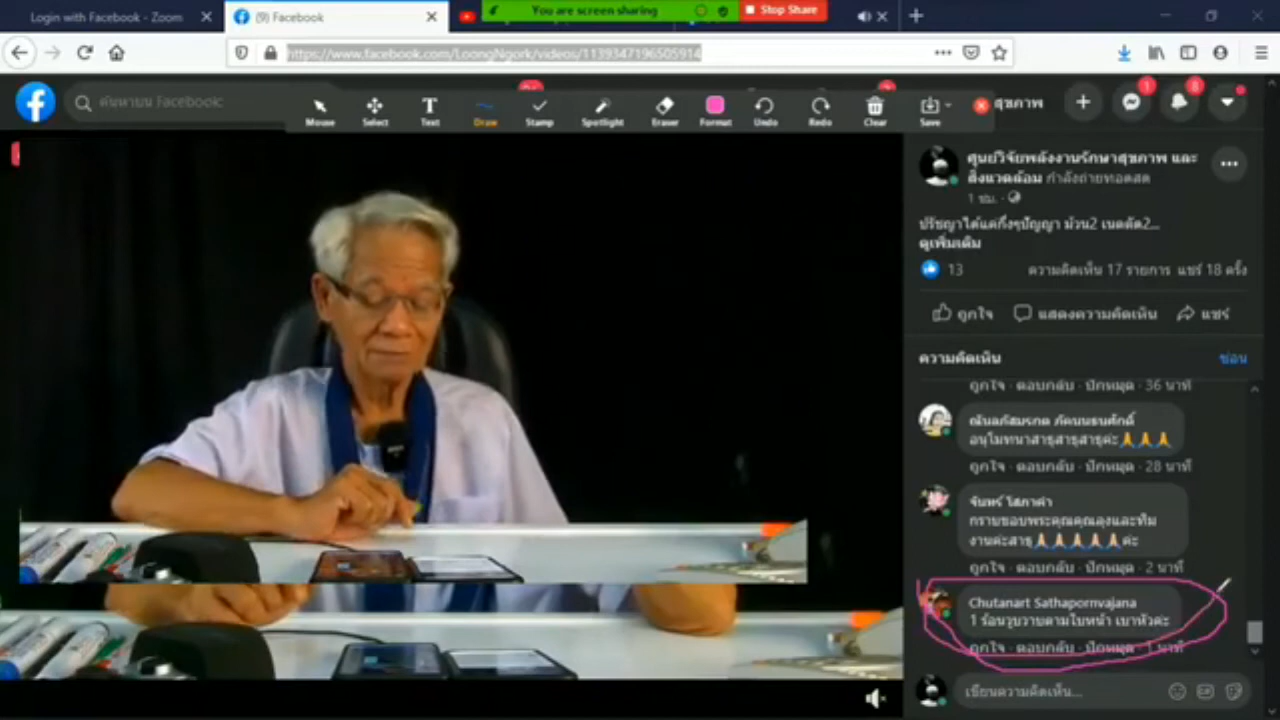 Login with Facebook - Zoom
(9) Facebook
You are screen sharing
Stop Share
https://www.facebook.com/LoongNgork/videos/1139347196505914
ค้นหาบน Facebook
Mouse
Select
Text
Draw
Stamp
Spotlight
Eraser
Format
Undo
Redo
Clear
Save
สุขภาพ
1
8
ศูนย์วิจัยพลังงานรักษาสุขภาพ และ
สิ่งแวดล้อม กำลังถ่ายทอดสด
1 ชม.
ปรัชญาใต้แค่กึ๋งๆปัญญา ม้วน2 เนตตัด2...
ดูเพิ่มเติม
13
ความคิดเห็น 17 รายการ แชร์ 18 ครั้ง
ถูกใจ
แสดงความคิดเห็น
แชร์
ความคิดเห็น
ซ่อน
ถูกใจ · ตอบกลับ · ปักหมุด · 36 นาที
อนุโมทนาสาธุสาธุสาธุค่ะ🙏🙏🙏
ถูกใจ · ตอบกลับ · ปักหมุด · 28 นาที
จันทร์ โสภาคำ
กราบขอบพระคุณคุณลุงและทีม
งานค่ะสาธุ🙏🙏🙏🙏🙏ค่ะ
ถูกใจ · ตอบกลับ · ปักหมุด · 2 นาที
Chutanart Sathapornvajana
1 ร้อนวูบวาบตามใบหน้า เบาหัวค่ะ
ถูกใจ · ตอบกลับ · ปักหมุด · 1 นาที
เขียนความคิดเห็น...